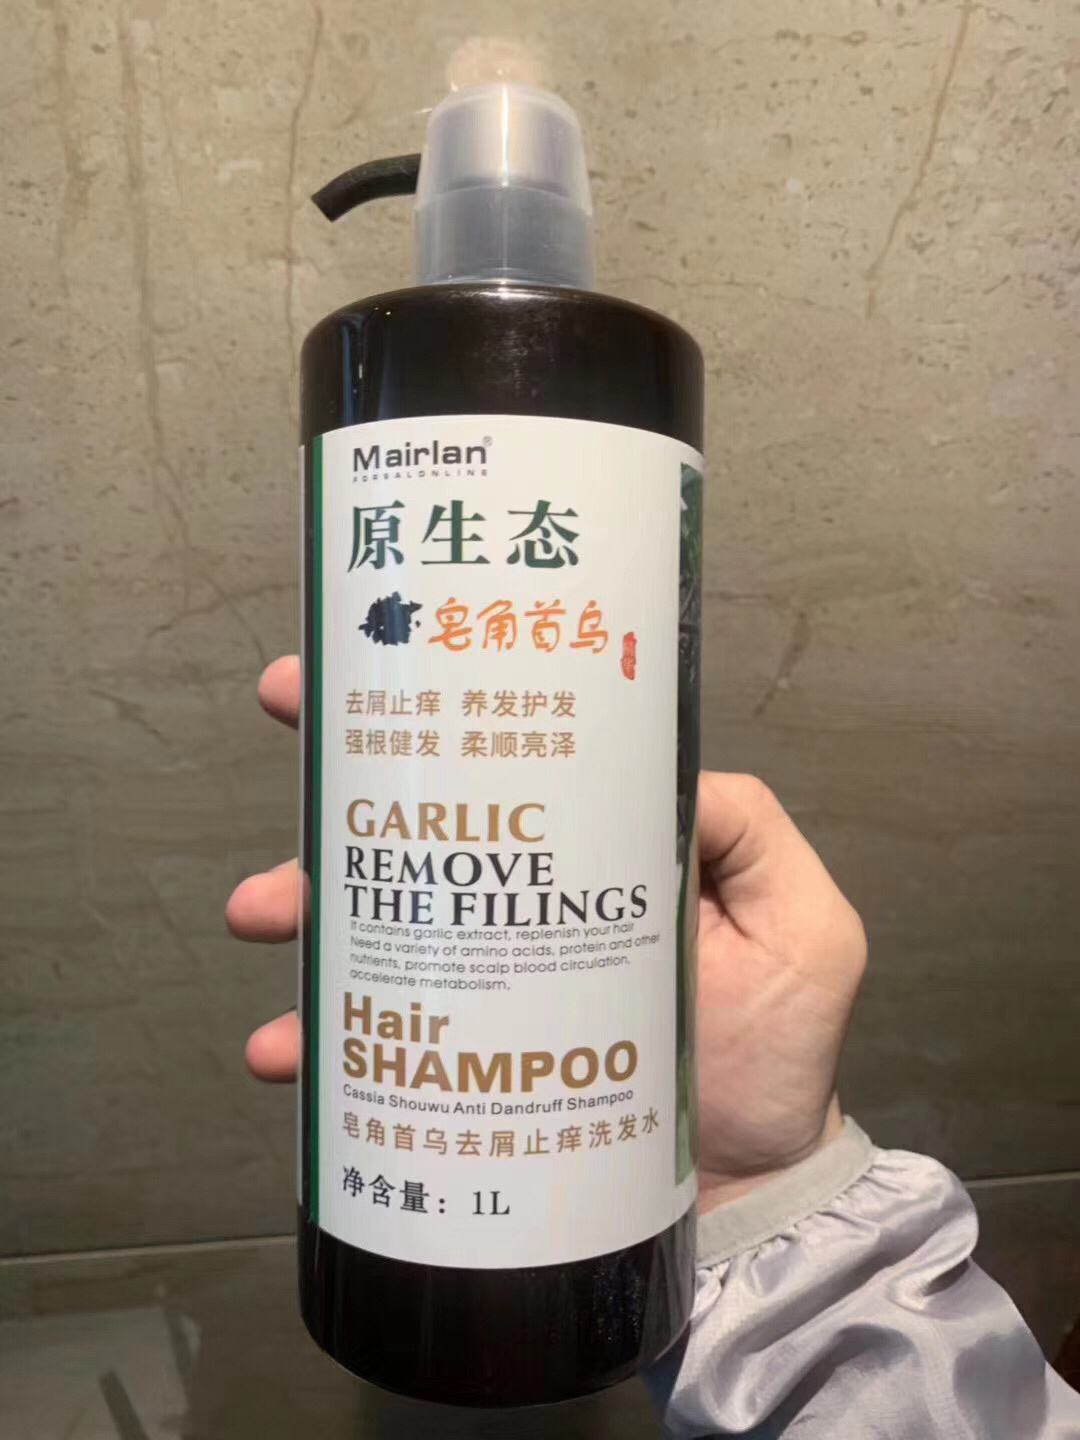 Mairlan®
FORSALONLINE
原生态
皂角首乌
去屑止痒 养发护发
强根健发 柔顺亮泽
GARLIC
REMOVE
THE FILINGS
It contains garlic extract, replenish your hair
Need a variety of amino acids, protein and other
nutrients, promote scalp blood circulation,
accelerate metabolism,
Hair
SHAMPOO
Cassia Shouwu Anti Dandruff Shampoo
皂角首乌去屑止痒洗发水
净含量：1L